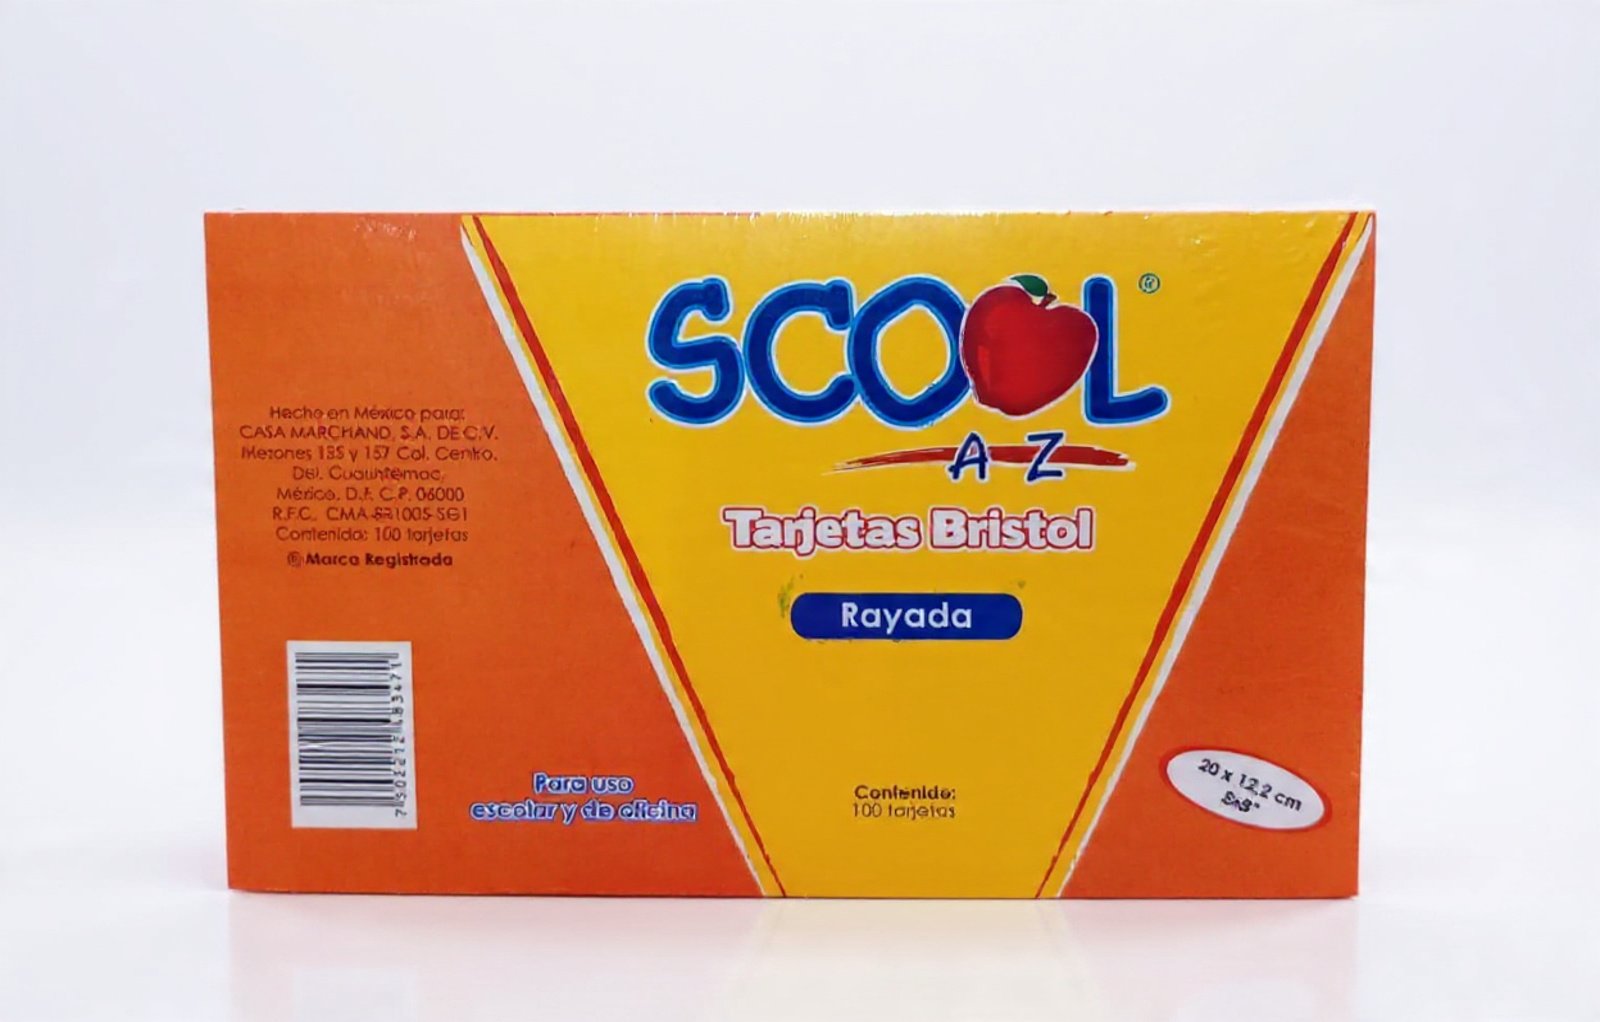 SCOOL
®
A-Z
Tarjetas Bristol
Rayada
Contenido:
100 tarjetas
Hecho en México para:
CASA MARCHAND, S.A. DE C.V.
Mesones y 157 Col. Centro.
Del. Cuauhtémoc,
México. D.F. C.P. 06000
R.F.C. CMA
Contenido: 100 tarjetas
® Marca Registrada
Para uso
escolar y de oficina
20 x 12.2 cm